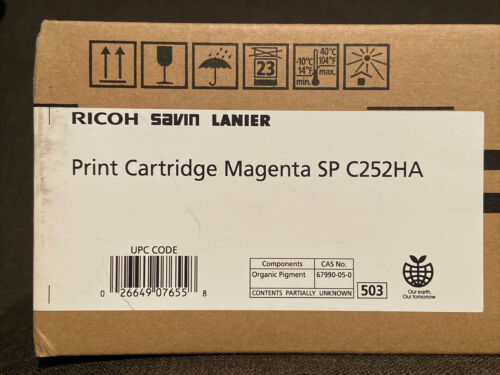 23
-10°C
14°F
min.
40°C
104°F
max.
RICOH savin LANIER
Print Cartridge Magenta SP C252HA
UPC CODE
0 26649 07655 8
Components CAS No.
Organic Pigment 67990-05-0
CONTENTS PARTIALLY UNKNOWN
503
Our earth.
Our tomorrow